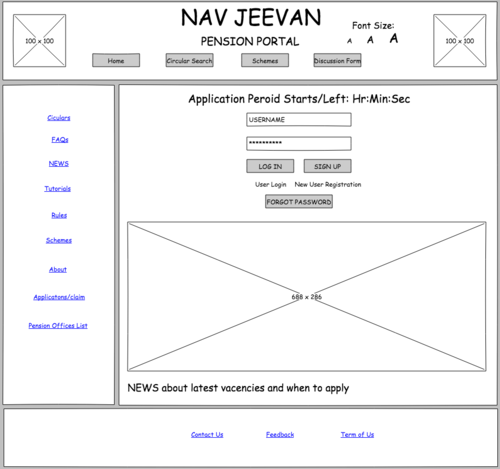 NAV JEEVAN
PENSION PORTAL
Font Size:
A A A
100 x 100
100 x 100
Home
Circular Search
Schemes
Discussion Form
Ciculars
FAQs
NEWS
Tutorials
Rules
Schemes
About
Applicatons/claim
Pension Offices List
Application Peroid Starts/Left: Hr:Min:Sec
USERNAME
**********
LOG IN
SIGN UP
User Login
New User Registration
FORGOT PASSWORD
688 x 286
NEWS about latest vacencies and when to apply
Contact Us
Feedback
Term of Us